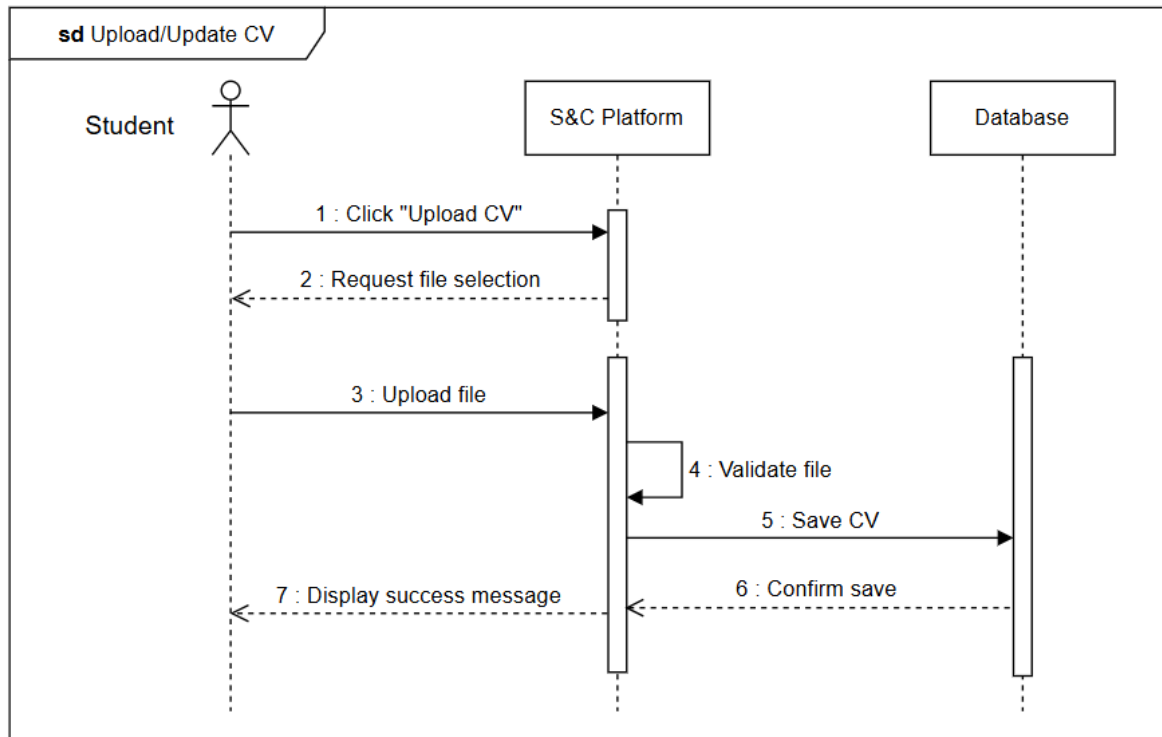 sd Upload/Update CV
Student
S&C Platform
Database
1 : Click "Upload CV"
2 : Request file selection
3 : Upload file
4 : Validate file
5 : Save CV
6 : Confirm save
7 : Display success message